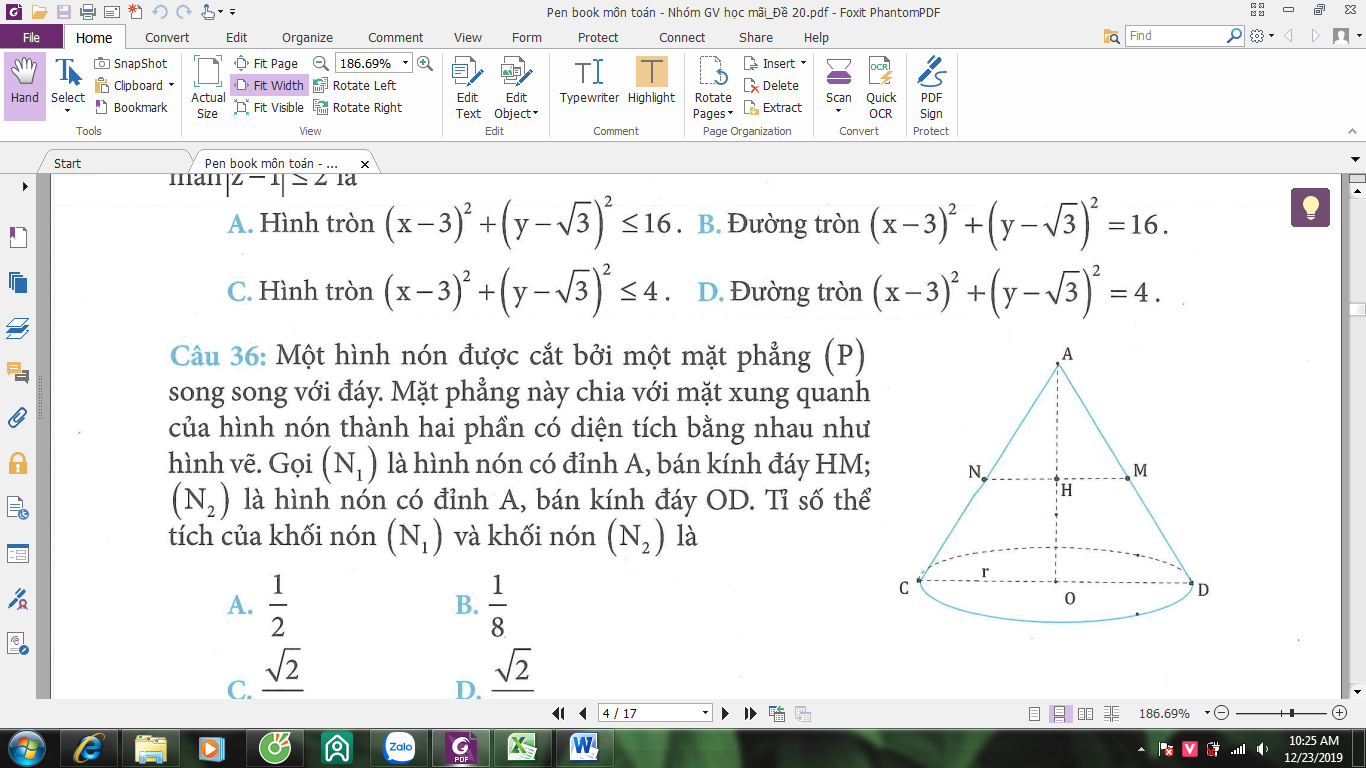 Pen book môn toán - Nhóm GV học mãi_Đề 20.pdf - Foxit PhantomPDF
File Home Convert Edit Organize Comment View Form Protect Connect Share Help Find
Hand
Select
SnapShot
Clipboard
Bookmark
Tools
Actual Size
Fit Page
Fit Width
Fit Visible
186.69%
Rotate Left
Rotate Right
View
Edit Text
Edit Object
Edit
Typewriter
Highlight
Comment
Rotate Pages
Insert
Delete
Extract
Page Organization
Scan
Quick OCR
Convert
PDF Sign
Protect
Start
Pen book môn toán - ...
mãn |z − 1| ≤ 2 là
A. Hình tròn (x − 3)² + (y − √3)² ≤ 16. B. Đường tròn (x − 3)² + (y − √3)² = 16.
C. Hình tròn (x − 3)² + (y − √3)² ≤ 4. D. Đường tròn (x − 3)² + (y − √3)² = 4.
Câu 36: Một hình nón được cắt bởi một mặt phẳng (P)
song song với đáy. Mặt phẳng này chia với mặt xung quanh
của hình nón thành hai phần có diện tích bằng nhau như
hình vẽ. Gọi (N₁) là hình nón có đỉnh A, bán kính đáy HM;
(N₂) là hình nón có đỉnh A, bán kính đáy OD. Tỉ số thể
tích của khối nón (N₁) và khối nón (N₂) là
A. 1/2 B. 1/8
C. √2 D. √2
A
N
H
M
C
r
O
D
4 / 17
186.69%
Zalo
PDF
10:25 AM
12/23/2019